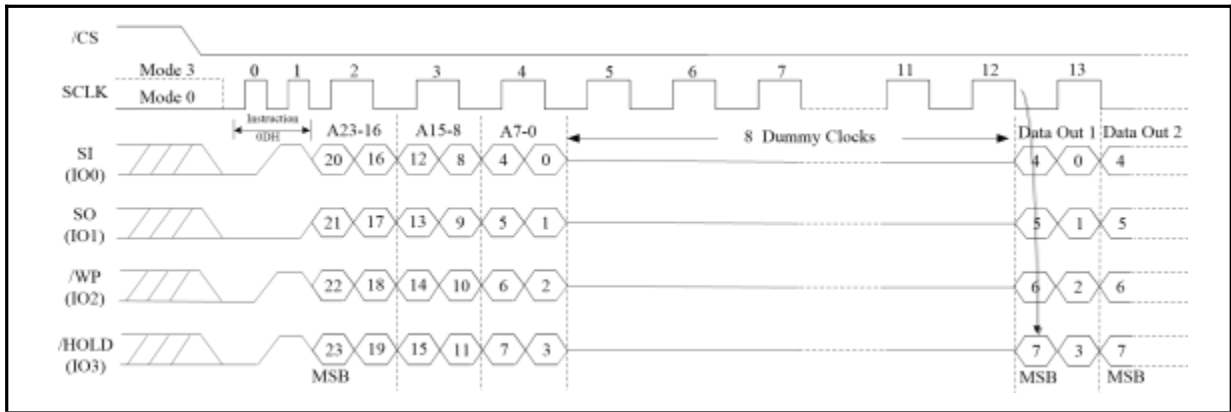 /CS
Mode 3 0 1 2 3 4 5 6 7 11 12 13
SCLK Mode 0
Instruction
0DH A23-16 A15-8 A7-0 8 Dummy Clocks Data Out 1 Data Out 2
SI
(IO0) 20 16 12 8 4 0 4 0 4
SO
(IO1) 21 17 13 9 5 1 5 1 5
/WP
(IO2) 22 18 14 10 6 2 6 2 6
/HOLD
(IO3) 23 19 15 11 7 3 7 3 7
MSB MSB MSB